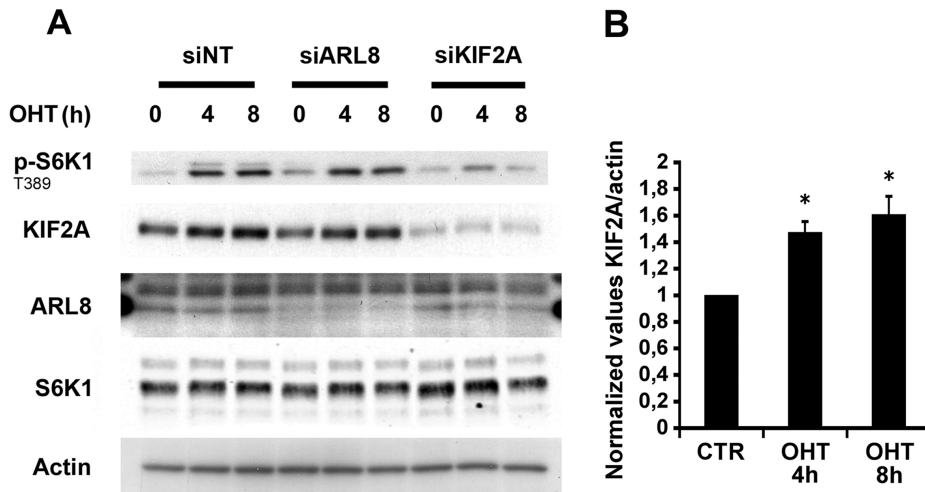 A
siNT siARL8 siKIF2A
OHT (h) 0 4 8 0 4 8 0 4 8
p-S6K1
T389
KIF2A
ARL8
S6K1
Actin
B
Normalized values KIF2A/actin
2
1,8
1,6
1,4
1,2
1
0,8
0,6
0,4
0,2
0
* *
CTR OHT 4h OHT 8h